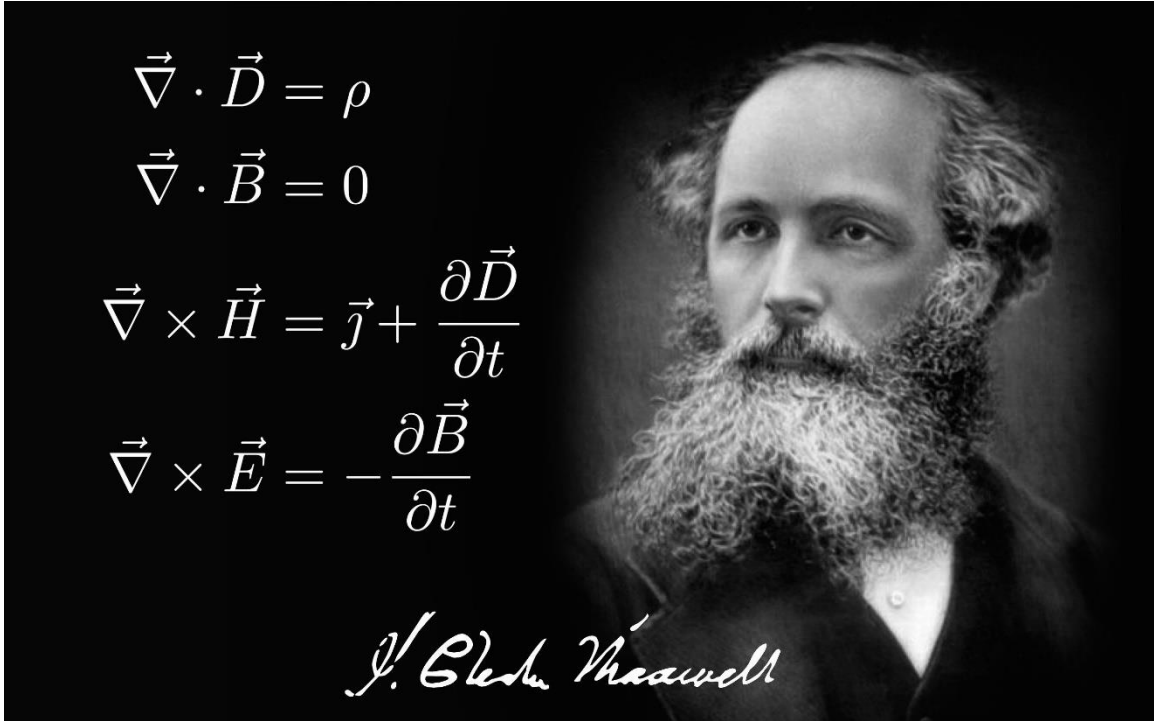 ∇⃗ · D⃗ = ρ
∇⃗ · B⃗ = 0
∇⃗ × H⃗ = ȷ⃗ + ∂D⃗/∂t
∇⃗ × E⃗ = −∂B⃗/∂t
J. Clerk Maxwell